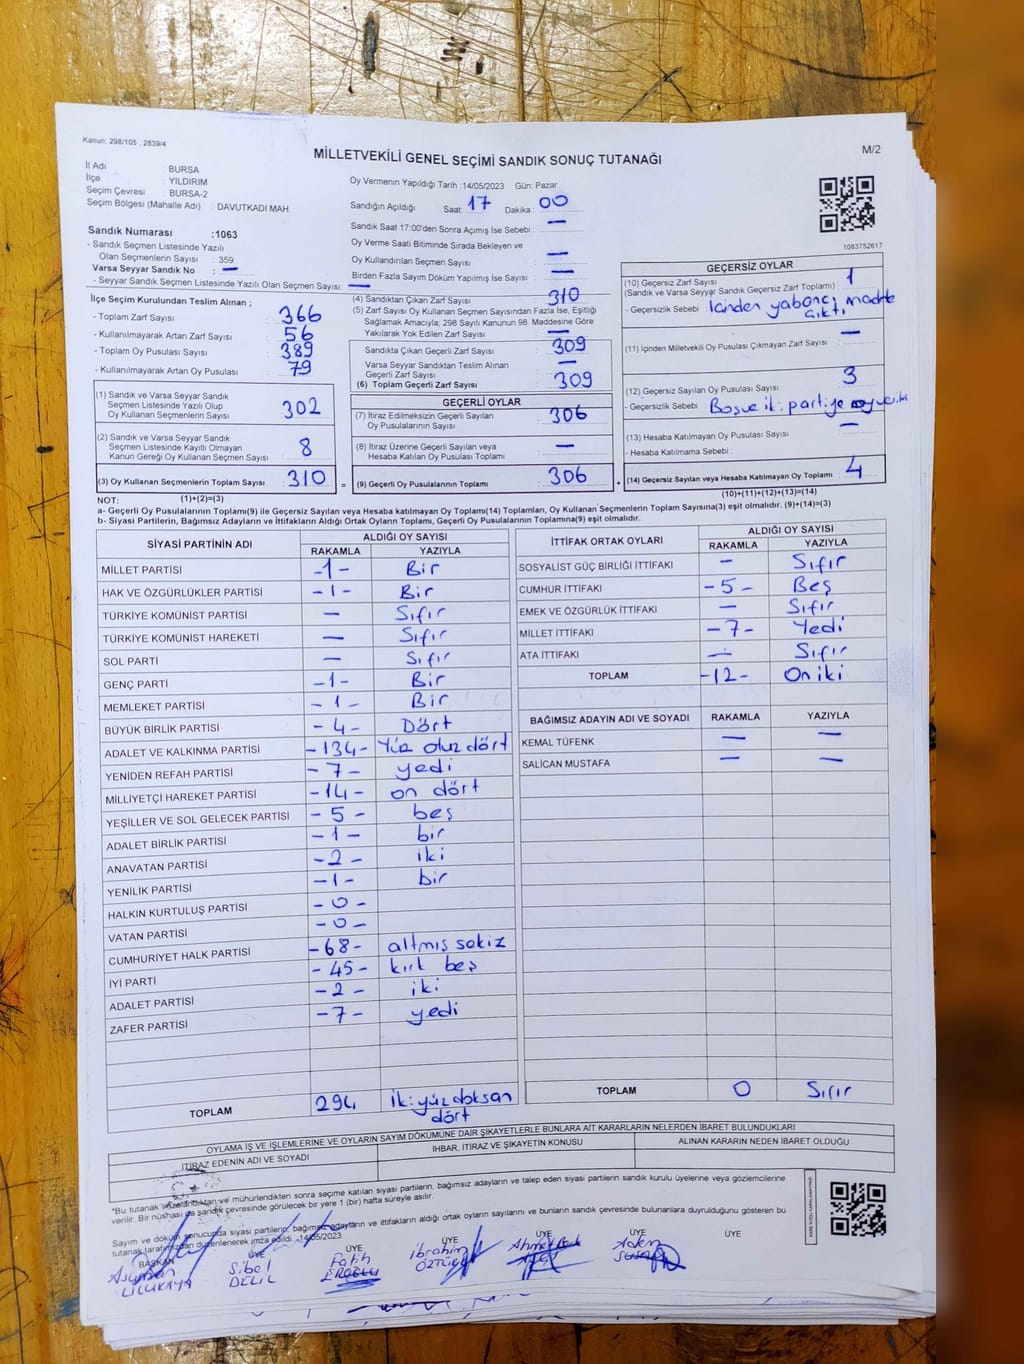 Kanun: 298/105 , 2839/4
MİLLETVEKİLİ GENEL SEÇİMİ SANDIK SONUÇ TUTANAĞI
M/2
İl Adı : BURSA
İlçe : YILDIRIM
Seçim Çevresi : BURSA-2
Seçim Bölgesi (Mahalle Adı) : DAVUTKADI MAH
Sandık Numarası :1063
- Sandık Seçmen Listesinde Yazılı
Olan Seçmenlerin Sayısı : 359
Varsa Seyyar Sandık No : —
- Seyyar Sandık Seçmen Listesinde Yazılı Olan Seçmen Sayısı: —
Oy Vermenin Yapıldığı Tarih :14/05/2023 Gün: Pazar
Sandığın Açıldığı Saat: 17 Dakika : 00
Sandık Saat 17:00'den Sonra Açımış İse Sebebi : —
Oy Verme Saati Bitiminde Sırada Bekleyen ve
Oy Kullandırılan Seçmen Sayısı : —
Birden Fazla Sayım Döküm Yapılmış İse Sayısı : —
1083752617
İlçe Seçim Kurulundan Teslim Alınan ;
- Toplam Zarf Sayısı : 366
- Kullanılmayarak Artan Zarf Sayısı : 56
- Toplam Oy Pusulası Sayısı : 389
- Kullanılmayarak Artan Oy Pusulası : 79
(1) Sandık ve Varsa Seyyar Sandık
Seçmen Listesinde Yazılı Olup
Oy Kullanan Seçmenlerin Sayısı : 302
(2) Sandık ve Varsa Seyyar Sandık
Seçmen Listesinde Kayıtlı Olmayan
Kanun Gereği Oy Kullanan Seçmen Sayısı : 8
(3) Oy Kullanan Seçmenlerin Toplam Sayısı : 310
(4) Sandıktan Çıkan Zarf Sayısı : 310
(5) Zarf Sayısı Oy Kullanan Seçmen Sayısından Fazla İse, Eşitliği
Sağlamak Amacıyla; 298 Sayılı Kanunun 98. Maddesine Göre
Yakılarak Yok Edilen Zarf Sayısı : —
Sandıkta Çıkan Geçerli Zarf Sayısı : 309
Varsa Seyyar Sandıktan Teslim Alınan
Geçerli Zarf Sayısı : —
(6) Toplam Geçerli Zarf Sayısı : 309
GEÇERLİ OYLAR
(7) İtiraz Edilmeksizin Geçerli Sayılan
Oy Pusulalarının Sayısı : 306
(8) İtiraz Üzerine Geçerli Sayılan veya
Hesaba Katılan Oy Pusulası Toplamı : —
= (9) Geçerli Oy Pusulalarının Toplamı : 306
GEÇERSİZ OYLAR
(10) Geçersiz Zarf Sayısı : 1
(Sandık ve Varsa Seyyar Sandık Geçersiz Zarf Toplamı)
- Geçersizlik Sebebi : İçinden yabancı madde
çıktı
(11) İçinden Milletvekili Oy Pusulası Çıkmayan Zarf Sayısı : —
(12) Geçersiz Sayılan Oy Pusulası Sayısı : 3
- Geçersizlik Sebebi : Boş ve iki partiye
(13) Hesaba Katılmayan Oy Pusulası Sayısı : —
- Hesaba Katılmama Sebebi :
+ (14) Geçersiz Sayılan veya Hesaba Katılmayan Oy Toplamı : 4
NOT: (1)+(2)=(3)
(10)+(11)+(12)+(13)=(14)
a- Geçerli Oy Pusulalarının Toplamı(9) ile Geçersiz Sayılan veya Hesaba Katılmayan Oy Toplamı(14) Toplamları, Oy Kullanan Seçmenlerin Toplam Sayısına(3) eşit olmalıdır. (9)+(14)=(3)
b- Siyasi Partilerin, Bağımsız Adayların ve İttifakların Aldığı Ortak Oyların Toplamı, Geçerli Oy Pusulalarının Toplamına(9) eşit olmalıdır.
SİYASİ PARTİNİN ADI ALDIĞI OY SAYISI
RAKAMLA YAZIYLA
MİLLET PARTİSİ -1- Bir
HAK VE ÖZGÜRLÜKLER PARTİSİ -1- Bir
TÜRKİYE KOMÜNİST PARTİSİ — Sıfır
TÜRKİYE KOMÜNİST HAREKETİ — Sıfır
SOL PARTİ — Sıfır
GENÇ PARTİ -1- Bir
MEMLEKET PARTİSİ -1- Bir
BÜYÜK BİRLİK PARTİSİ -4- Dört
ADALET VE KALKINMA PARTİSİ -134- Yüz otuz dört
YENİDEN REFAH PARTİSİ -7- yedi
MİLLİYETÇİ HAREKET PARTİSİ -14- on dört
YEŞİLLER VE SOL GELECEK PARTİSİ -5- beş
ADALET BİRLİK PARTİSİ -1- bir
ANAVATAN PARTİSİ -2- iki
YENİLİK PARTİSİ -1- bir
HALKIN KURTULUŞ PARTİSİ -0-
VATAN PARTİSİ -0-
CUMHURİYET HALK PARTİSİ -68- altmış sekiz
İYİ PARTİ -45- kırk beş
ADALET PARTİSİ -2- iki
ZAFER PARTİSİ -7- yedi
TOPLAM 294 İkiyüz doksan
dört
İTTİFAK ORTAK OYLARI ALDIĞI OY SAYISI
RAKAMLA YAZIYLA
SOSYALİST GÜÇ BİRLİĞİ İTTİFAKI — Sıfır
CUMHUR İTTİFAKI -5- Beş
EMEK VE ÖZGÜRLÜK İTTİFAKI — Sıfır
MİLLET İTTİFAKI -7- Yedi
ATA İTTİFAKI — Sıfır
TOPLAM -12- On iki
BAĞIMSIZ ADAYIN ADI VE SOYADI RAKAMLA YAZIYLA
KEMAL TÜFENK — —
SALİCAN MUSTAFA — —
TOPLAM 0 Sıfır
OYLAMA İŞ VE İŞLEMLERİNE VE OYLARIN SAYIM DÖKÜMÜNE DAİR ŞİKAYETLERLE BUNLARA AİT KARARLARIN NELERDEN İBARET BULUNDUKLARI
İTİRAZ EDENİN ADI VE SOYADI İHBAR, İTİRAZ VE ŞİKAYETİN KONUSU ALINAN KARARIN NEDEN İBARET OLDUĞU
"Bu tutanak imzalandıktan ve mühürlendikten sonra seçime katılan siyasi partilerin, bağımsız adayların ve talep eden siyasi partilerin sandık kurulu üyelerine veya gözlemcilerine
verilir. Bir nüshası da sandık çevresinde görülecek bir yere 1 (bir) hafta süreyle asılır.
Sayım ve döküm sonucunda siyasi partilerin, bağımsız adayların ve ittifakların aldığı ortak oyların sayılarını ve bunların sandık çevresinde bulunanlara duyrulduğunu gösteren bu
tutanak tarafımızdan düzenlenerek imza edildi. 14/05/2023
BAŞKAN ÜYE ÜYE ÜYE ÜYE ÜYE ÜYE
Sibel Fatih İbrahim Adem
DELİL EROĞLU ÖZTÜRK